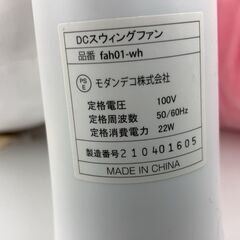 DCスウィングファン
品番 fah01-wh
PS
E
モダンデコ株式会社
定格電圧 100V
定格周波数 50/60Hz
定格消費電力 22W
製造番号 210401605
MADE IN CHINA